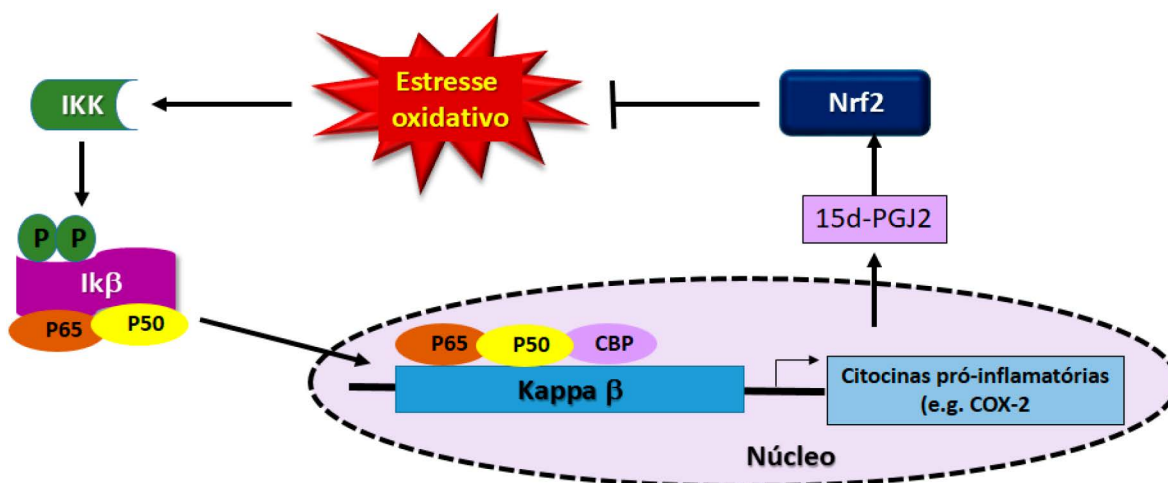 Estresse
oxidativo
IKK
Nrf2
15d-PGJ2
P P
Ikβ
P65 P50
P65 P50 CBP
Kappa β
Citocinas pró-inflamatórias
(e.g. COX-2
Núcleo